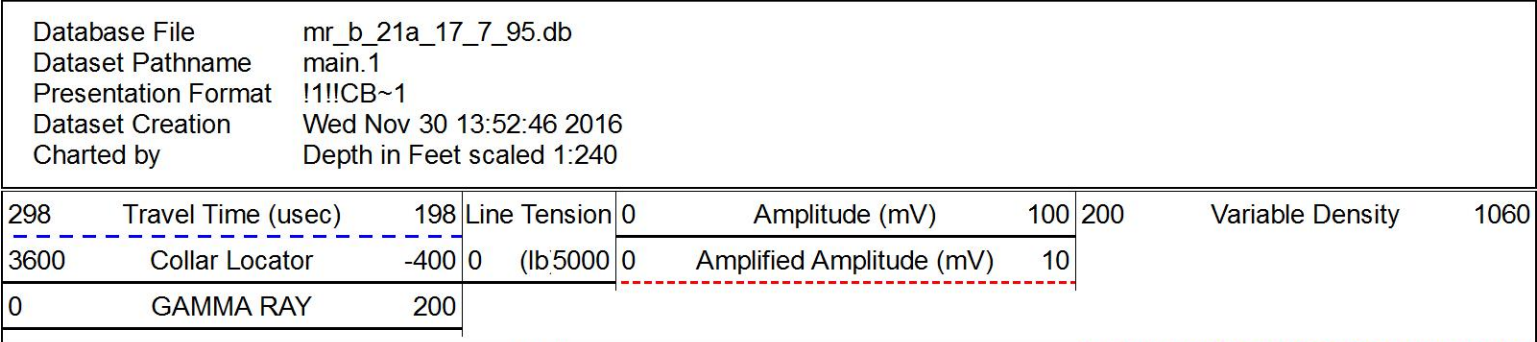 Database File mr_b_21a_17_7_95.db
Dataset Pathname main.1
Presentation Format !1!!CB~1
Dataset Creation Wed Nov 30 13:52:46 2016
Charted by Depth in Feet scaled 1:240
298 Travel Time (usec) 198 Line Tension 0 Amplitude (mV) 100 200 Variable Density 1060
3600 Collar Locator -400 0 (lb 5000 0 Amplified Amplitude (mV) 10
0 GAMMA RAY 200